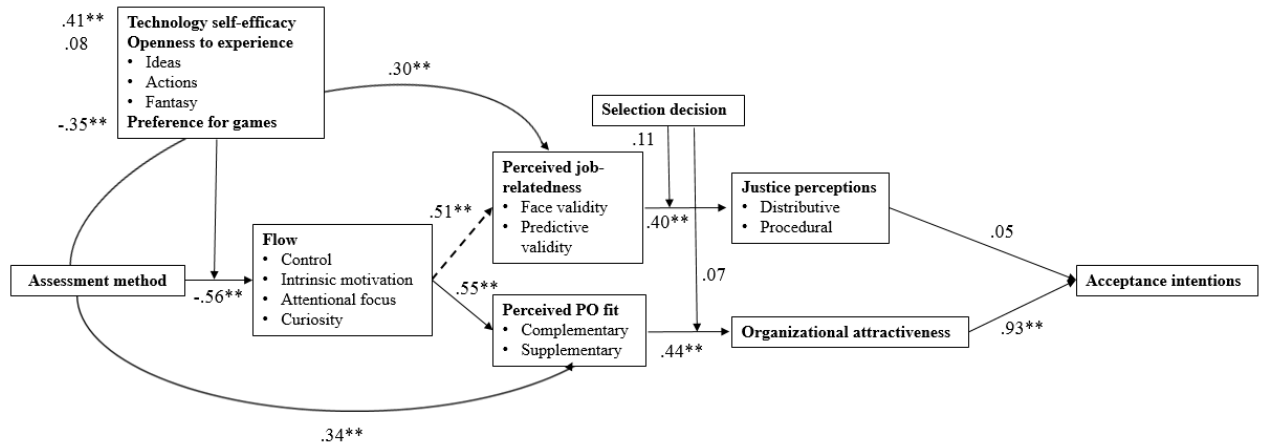 .41**
Technology self-efficacy
.08
Openness to experience
• Ideas
• Actions
• Fantasy
-.35**
Preference for games
.30**
Selection decision
.11
Perceived job-
relatedness
• Face validity
• Predictive
validity
.40**
Justice perceptions
• Distributive
• Procedural
.51**
Flow
• Control
• Intrinsic motivation
• Attentional focus
• Curiosity
Assessment method
-.56**
.55**
.07
.05
Acceptance intentions
Perceived PO fit
• Complementary
• Supplementary
.44**
Organizational attractiveness
.93**
.34**